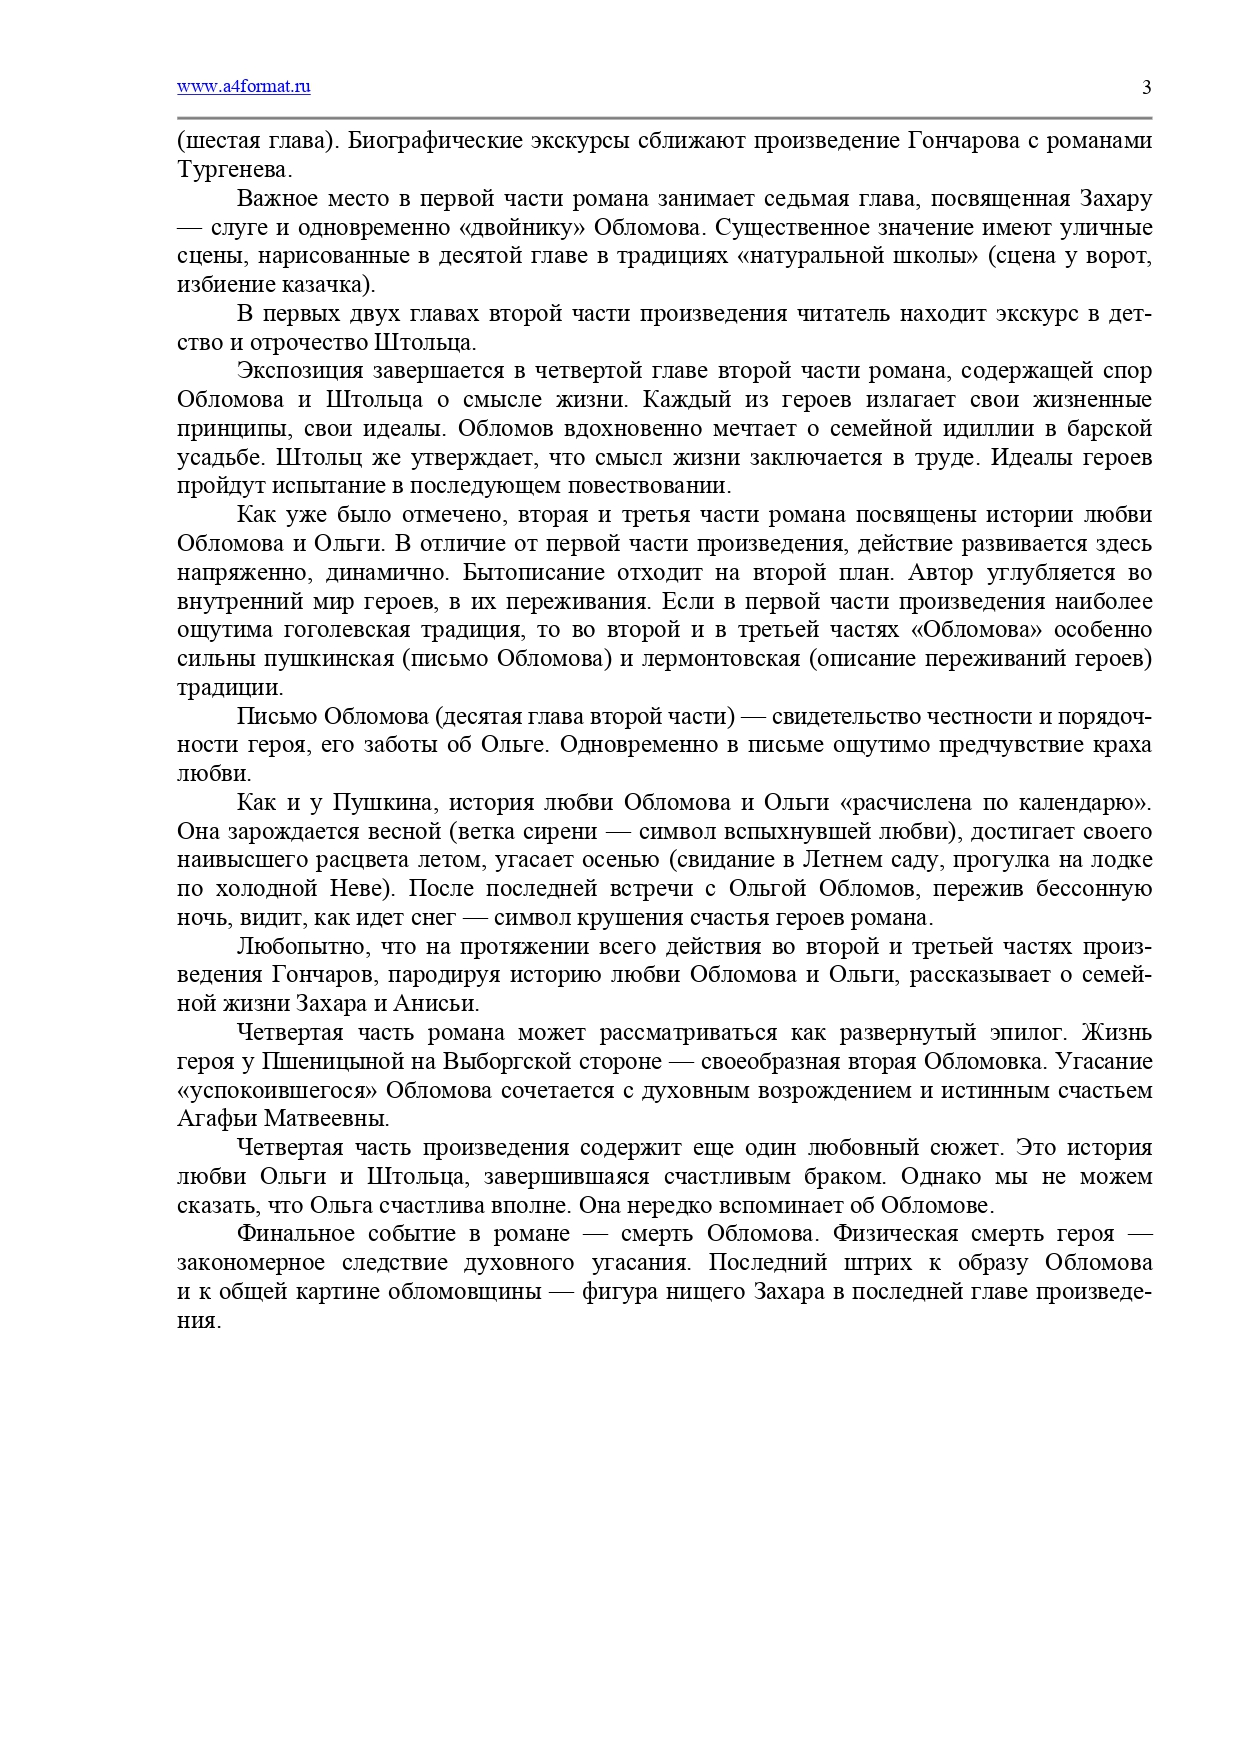 www.a4format.ru 3
(шестая глава). Биографические экскурсы сближают произведение Гончарова с романами
Тургенева.
Важное место в первой части романа занимает седьмая глава, посвященная Захару
— слуге и одновременно «двойнику» Обломова. Существенное значение имеют уличные
сцены, нарисованные в десятой главе в традициях «натуральной школы» (сцена у ворот,
избиение казачка).
В первых двух главах второй части произведения читатель находит экскурс в дет-
ство и отрочество Штольца.
Экспозиция завершается в четвертой главе второй части романа, содержащей спор
Обломова и Штольца о смысле жизни. Каждый из героев излагает свои жизненные
принципы, свои идеалы. Обломов вдохновенно мечтает о семейной идиллии в барской
усадьбе. Штольц же утверждает, что смысл жизни заключается в труде. Идеалы героев
пройдут испытание в последующем повествовании.
Как уже было отмечено, вторая и третья части романа посвящены истории любви
Обломова и Ольги. В отличие от первой части произведения, действие развивается здесь
напряженно, динамично. Бытописание отходит на второй план. Автор углубляется во
внутренний мир героев, в их переживания. Если в первой части произведения наиболее
ощутима гоголевская традиция, то во второй и в третьей частях «Обломова» особенно
сильны пушкинская (письмо Обломова) и лермонтовская (описание переживаний героев)
традиции.
Письмо Обломова (десятая глава второй части) — свидетельство честности и порядоч-
ности героя, его заботы об Ольге. Одновременно в письме ощутимо предчувствие краха
любви.
Как и у Пушкина, история любви Обломова и Ольги «расчислена по календарю».
Она зарождается весной (ветка сирени — символ вспыхнувшей любви), достигает своего
наивысшего расцвета летом, угасает осенью (свидание в Летнем саду, прогулка на лодке
по холодной Неве). После последней встречи с Ольгой Обломов, пережив бессонную
ночь, видит, как идет снег — символ крушения счастья героев романа.
Любопытно, что на протяжении всего действия во второй и третьей частях произ-
ведения Гончаров, пародируя историю любви Обломова и Ольги, рассказывает о семей-
ной жизни Захара и Анисьи.
Четвертая часть романа может рассматриваться как развернутый эпилог. Жизнь
героя у Пшеницыной на Выборгской стороне — своеобразная вторая Обломовка. Угасание
«успокоившегося» Обломова сочетается с духовным возрождением и истинным счастьем
Агафьи Матвеевны.
Четвертая часть произведения содержит еще один любовный сюжет. Это история
любви Ольги и Штольца, завершившаяся счастливым браком. Однако мы не можем
сказать, что Ольга счастлива вполне. Она нередко вспоминает об Обломове.
Финальное событие в романе — смерть Обломова. Физическая смерть героя —
закономерное следствие духовного угасания. Последний штрих к образу Обломова
и к общей картине обломовщины — фигура нищего Захара в последней главе произведе-
ния.